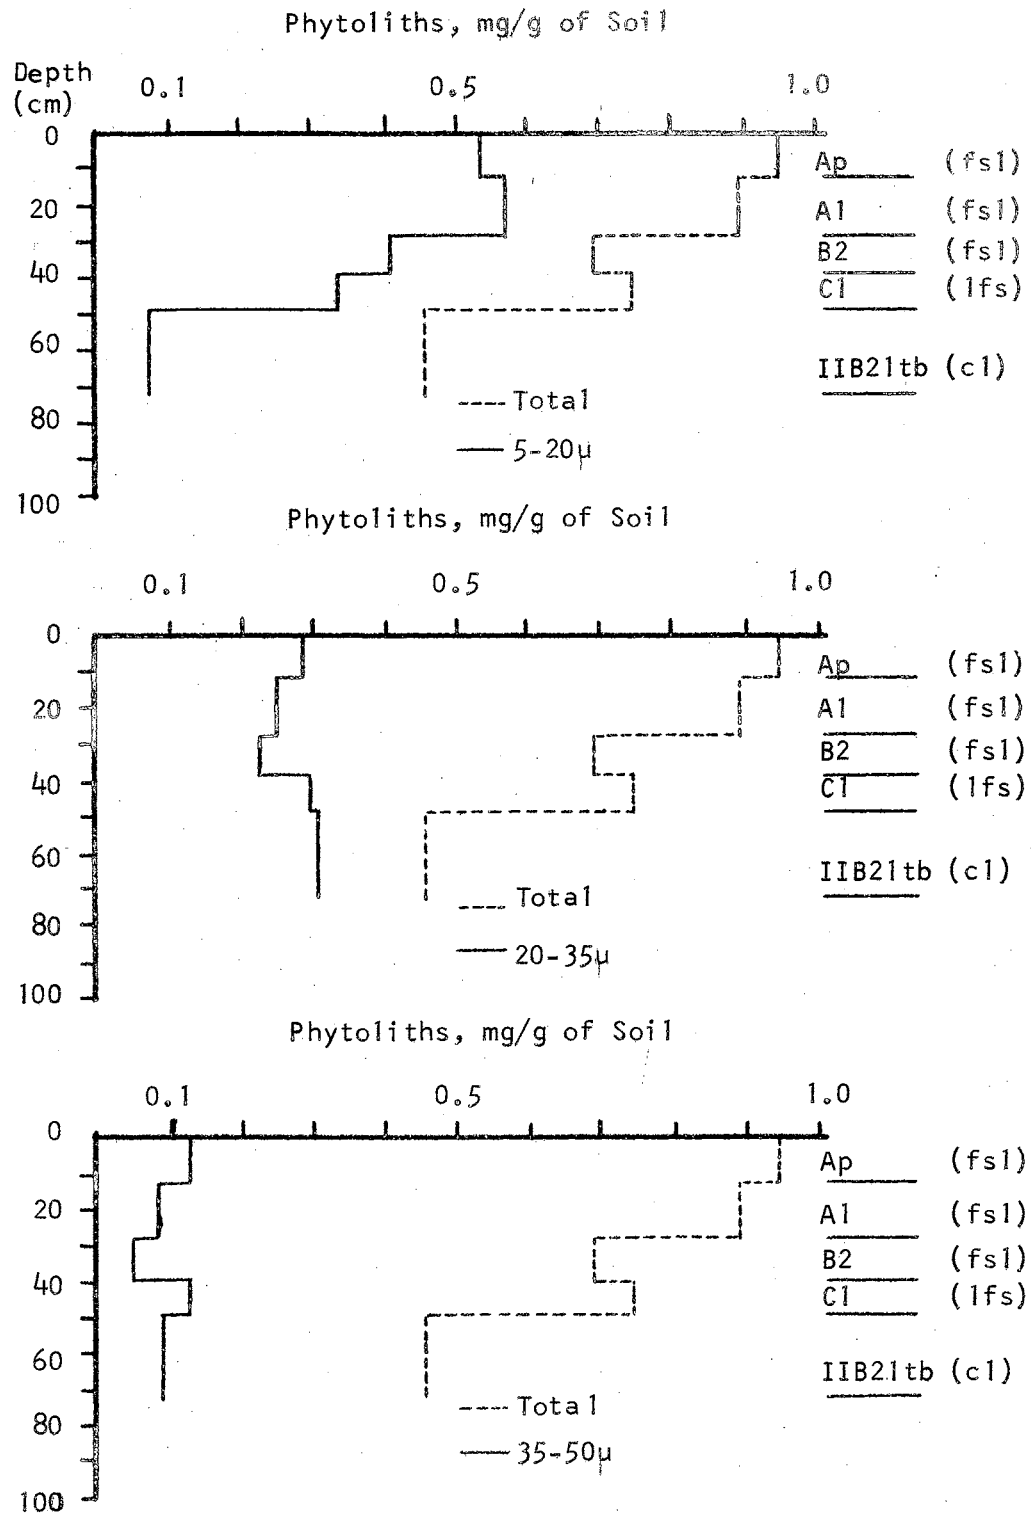 Phytoliths, mg/g of Soil
Depth
(cm)
0.1 0.5 1.0
0
Ap (fsl)
20
A1 (fsl)
B2 (fsl)
40
C1 (lfs)
60
IIB21tb (cl)
Total
80
5-20μ
100
Phytoliths, mg/g of Soil
0.1 0.5 1.0
0
Ap (fsl)
20
A1 (fsl)
B2 (fsl)
40
C1 (lfs)
60
IIB21tb (cl)
Total
80
20-35μ
100
Phytoliths, mg/g of Soil
0.1 0.5 1.0
0
Ap (fsl)
20
A1 (fsl)
B2 (fsl)
40
C1 (lfs)
60
IIB21tb (cl)
Total
80
35-50μ
100